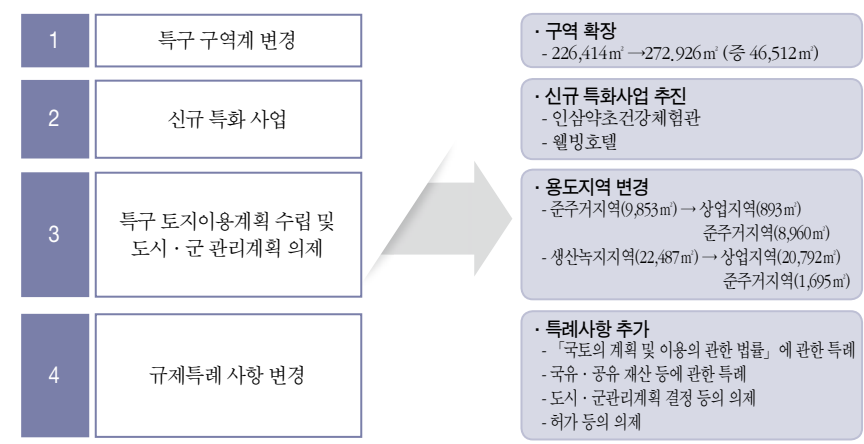 1
특구 구역계 변경
· 구역 확장
- 226,414㎡ →272,926㎡ (증 46,512㎡)
2
신규 특화 사업
· 신규 특화사업 추진
- 인삼약초건강체험관
- 웰빙호텔
3
특구 토지이용계획 수립 및
도시 · 군 관리계획 의제
· 용도지역 변경
- 준주거지역(9,853㎡) → 상업지역(893㎡)
준주거지역(8,960㎡)
- 생산녹지지역(22,487㎡) → 상업지역(20,792㎡)
준주거지역(1,695㎡)
4
규제특례 사항 변경
· 특례사항 추가
- 「국토의 계획 및 이용의 관한 법률」에 관한 특례
- 국유 · 공유 재산 등에 관한 특례
- 도시 · 군관리계획 결정 등의 의제
- 허가 등의 의제